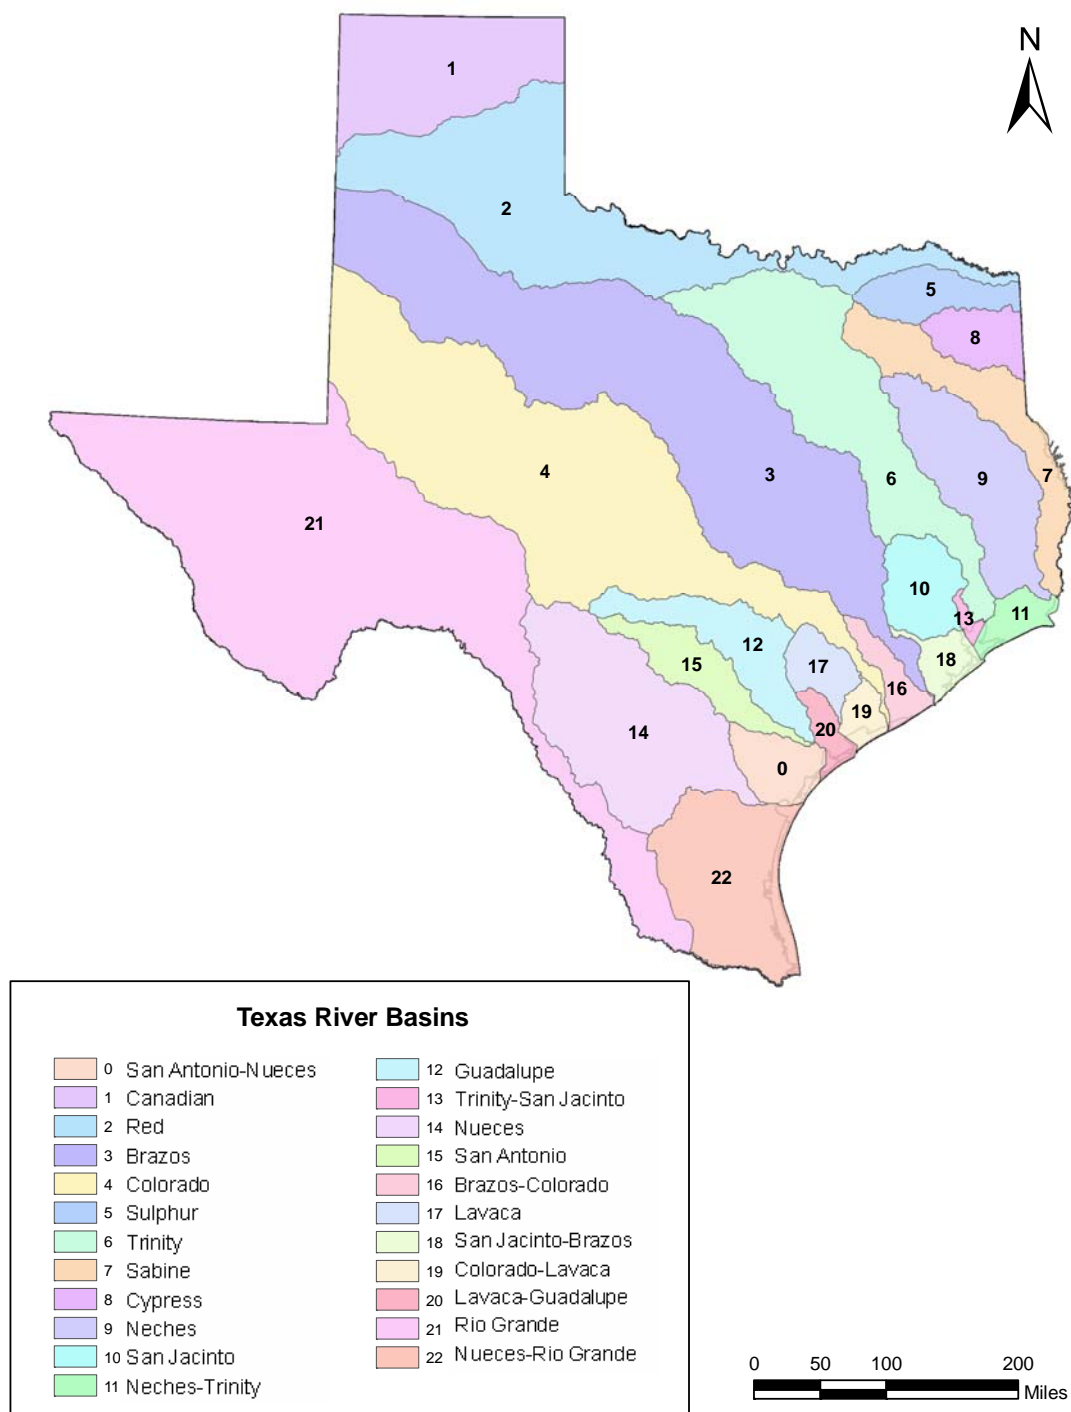 N
1
2
5
8
4
3
6
9
7
21
10
11
13
12
15
17
18
16
19
14
20
0
22
Texas River Basins
0 San Antonio-Nueces
1 Canadian
2 Red
3 Brazos
4 Colorado
5 Sulphur
6 Trinity
7 Sabine
8 Cypress
9 Neches
10 San Jacinto
11 Neches-Trinity
12 Guadalupe
13 Trinity-San Jacinto
14 Nueces
15 San Antonio
16 Brazos-Colorado
17 Lavaca
18 San Jacinto-Brazos
19 Colorado-Lavaca
20 Lavaca-Guadalupe
21 Rio Grande
22 Nueces-Rio Grande
0 50 100 200
Miles